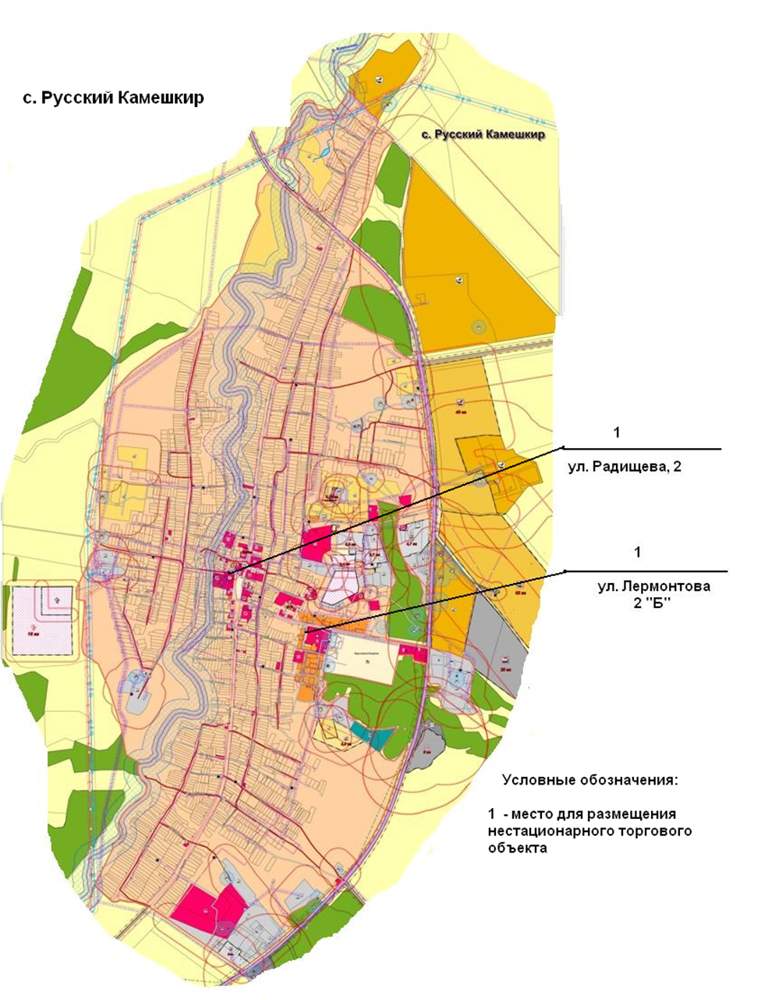 с. Русский Камешкир
с. Русский Камешкир
1
ул. Радищева, 2
1
ул. Лермонтова
2 "Б"
Условные обозначения:
1 - место для размещения
нестационарного торгового
объекта